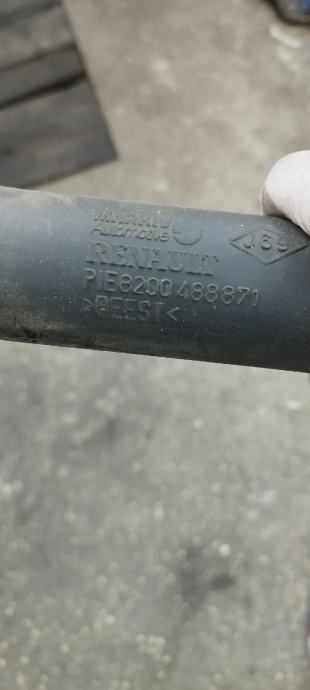 Automotive
J69
RENAULT
PIE8200488871
>PEEST<